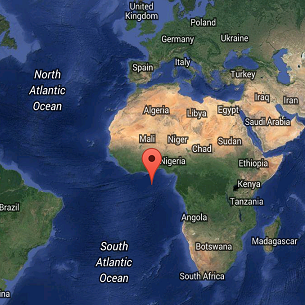 United
Kingdom
Poland
Germany
Ukraine
Italy
Spain
Turkey
North
Atlantic
Ocean
Iraq
Iran
Algeria
Libya
Egypt
Saudi Arabia
Mali
Niger
Chad
Sudan
Nigeria
Ethiopia
Kenya
Tanzania
Brazil
Angola
Madagascar
Botswana
South
Atlantic
Ocean
South Africa
na